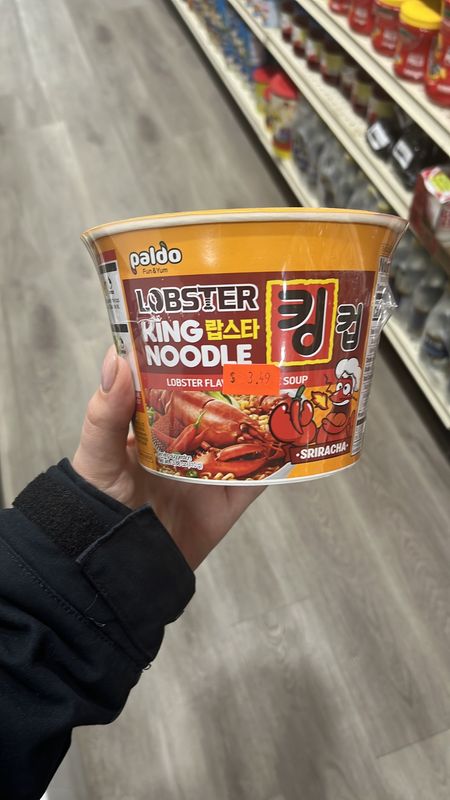 paldo
Fun & Yum
LOBSTER
KING 랍스타
NOODLE
킹컵
LOBSTER FLAV
SOUP
$ 3.49
·SRIRACHA·